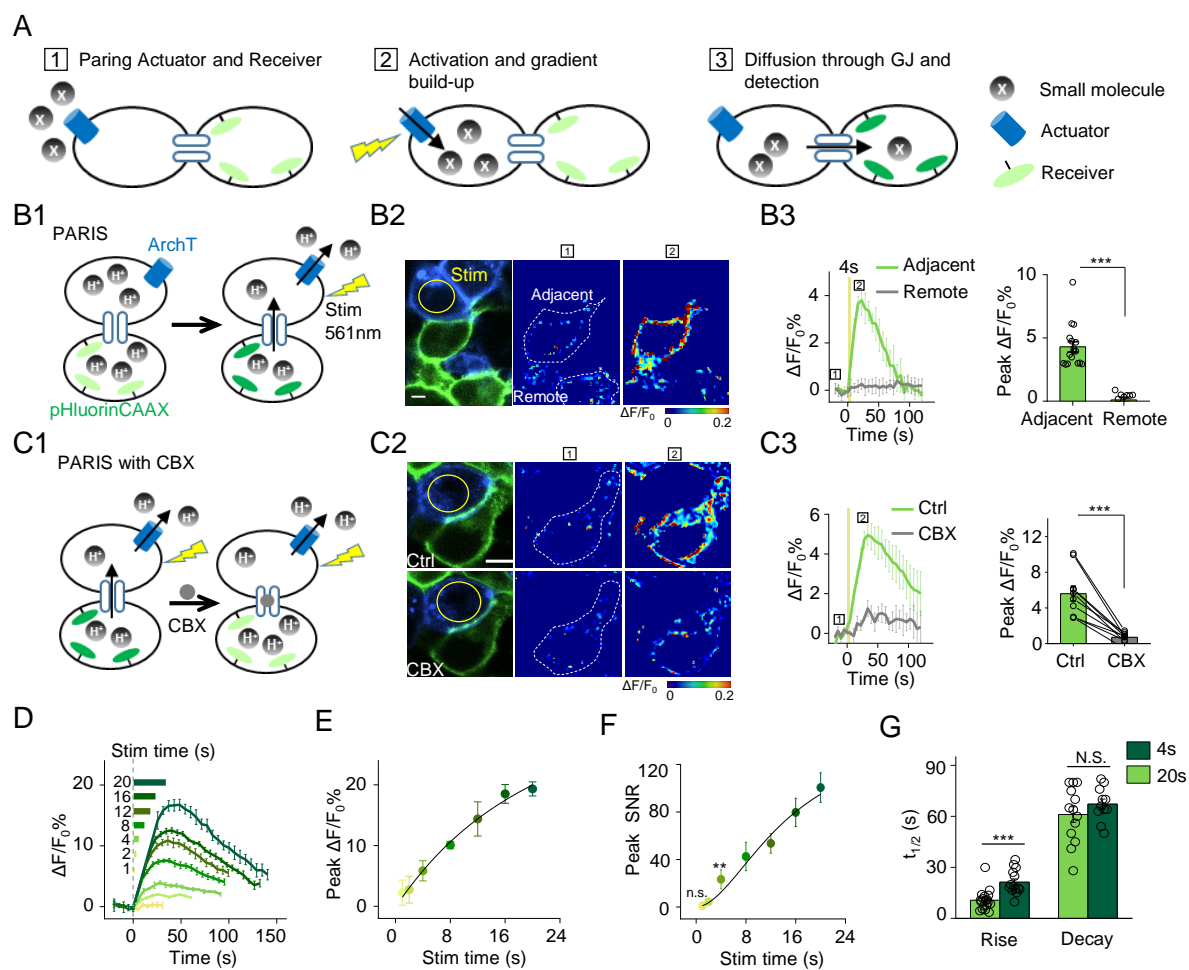 A
1 Paring Actuator and Receiver
2 Activation and gradient
build-up
3 Diffusion through GJ and
detection
X
X
X
X
X
X
X
X
X
X Small molecule
Actuator
Receiver
B1
PARIS
ArchT
H+
H+
H+
H+
H+
H+
H+
pHluorinCAAX
H+
H+
H+
H+
H+
H+
Stim
561nm
B2
Stim
1
2
Adjacent
Remote
ΔF/F0
0 0.2
B3
4s
Adjacent
Remote
2
1
ΔF/F0%
4
2
0
0 50 100
Time (s)
***
Peak ΔF/F0%
10
5
0
Adjacent Remote
C1
PARIS with CBX
H+
H+
H+
H+
H+
H+
CBX
H+
H+
H+
H+
H+
H+
H+
C2
1
2
Ctrl
CBX
ΔF/F0
0 0.2
C3
Ctrl
CBX
2
1
ΔF/F0%
6
4
2
0
0 50 100
Time (s)
***
Peak ΔF/F0%
12
8
4
0
Ctrl CBX
D
Stim time (s)
20
16
12
8
4
2
1
ΔF/F0%
20
10
0
0 50 100 150
Time (s)
E
Peak ΔF/F0%
20
10
0
0 8 16 24
Stim time (s)
F
Peak SNR
120
80
40
0
n.s.
**
0 8 16 24
Stim time (s)
G
4s
20s
N.S.
***
t1/2 (s)
90
60
30
0
Rise Decay